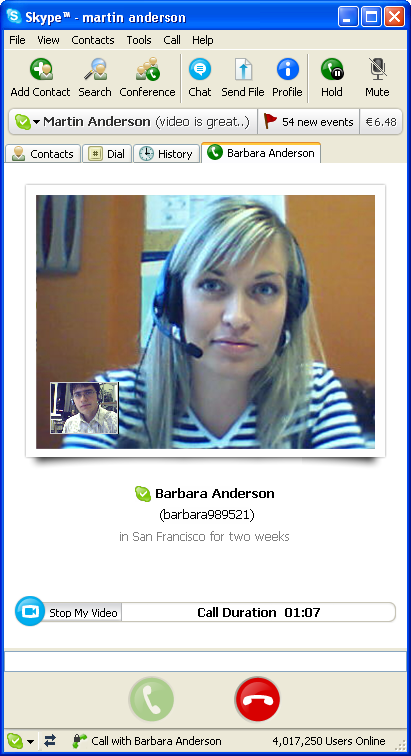 Skype™ - martin anderson
File View Contacts Tools Call Help
Add Contact Search Conference Chat Send File Profile Hold Mute
Martin Anderson (video is great..) 54 new events €6.48
Contacts Dial History Barbara Anderson
Barbara Anderson
(barbara989521)
in San Francisco for two weeks
Stop My Video Call Duration 01:07
Call with Barbara Anderson 4,017,250 Users Online